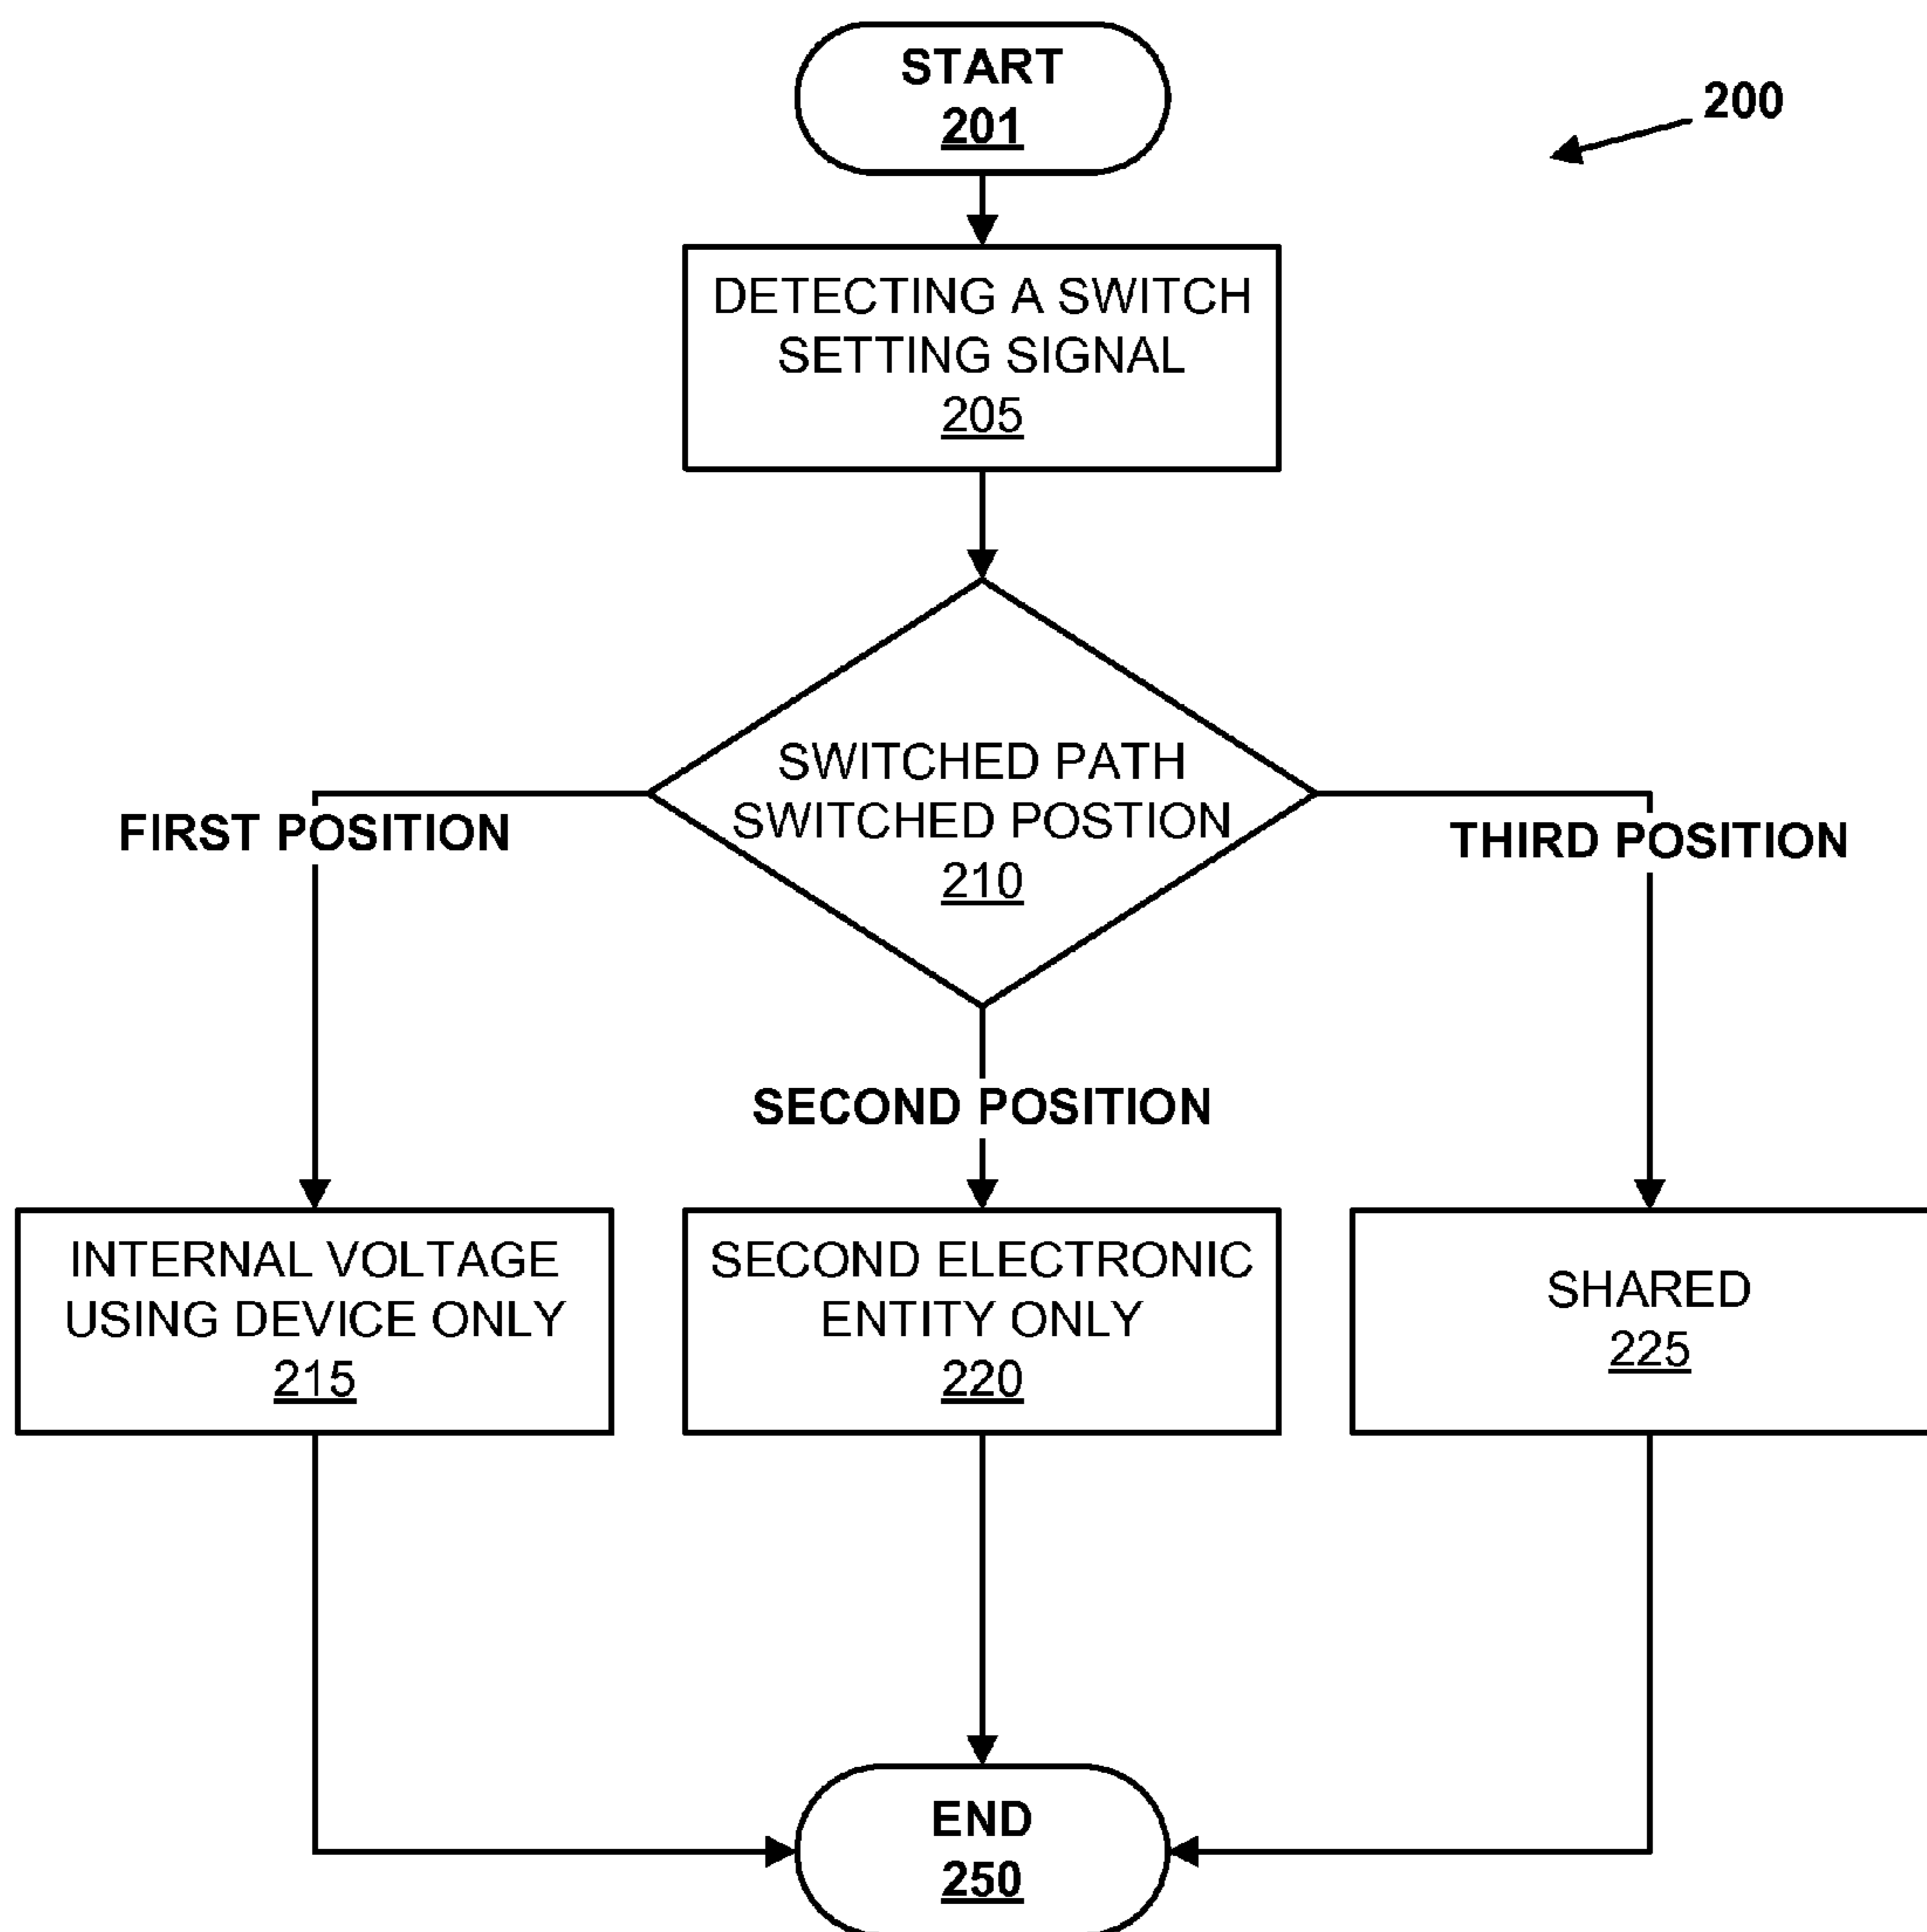 START
201
200
DETECTING A SWITCH
SETTING SIGNAL
205
SWITCHED PATH
SWITCHED POSTION
210
FIRST POSITION
THIRD POSITION
SECOND POSITION
INTERNAL VOLTAGE
USING DEVICE ONLY
215
SECOND ELECTRONIC
ENTITY ONLY
220
SHARED
225
END
250